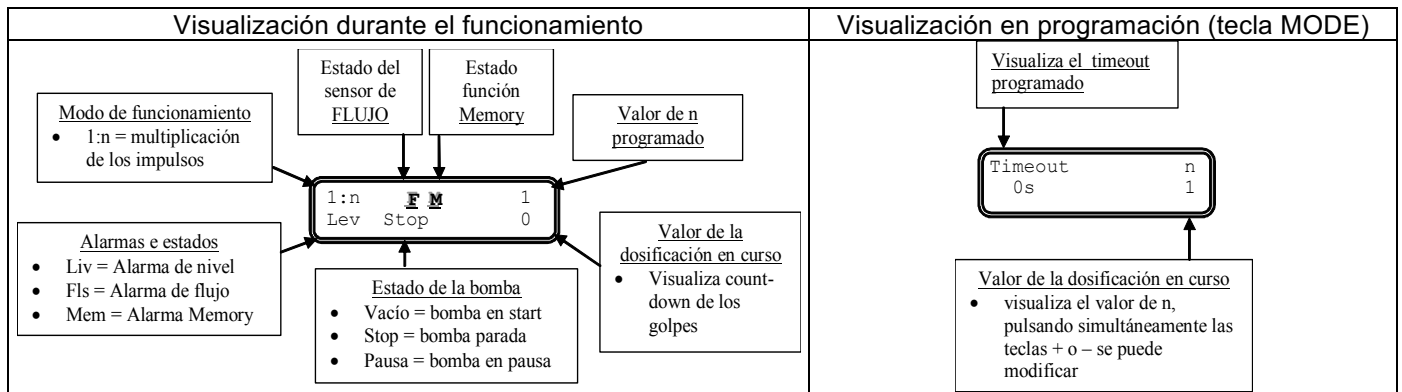 Visualización durante el funcionamiento
Visualización en programación (tecla MODE)
Estado del
sensor de
FLUJO
Estado
función
Memory
Modo de funcionamiento
• 1:n = multiplicación
de los impulsos
Valor de n
programado
1:n F M 1
Lev Stop 0
Alarmas e estados
• Liv = Alarma de nivel
• Fls = Alarma de flujo
• Mem = Alarma Memory
Estado de la bomba
• Vacío = bomba en start
• Stop = bomba parada
• Pausa = bomba en pausa
Valor de la
dosificación en curso
• Visualiza count-
down de los
golpes
Visualiza el timeout
programado
Timeout n
0s 1
Valor de la dosificación en curso
• visualiza el valor de n,
pulsando simultáneamente las
teclas + o – se puede
modificar